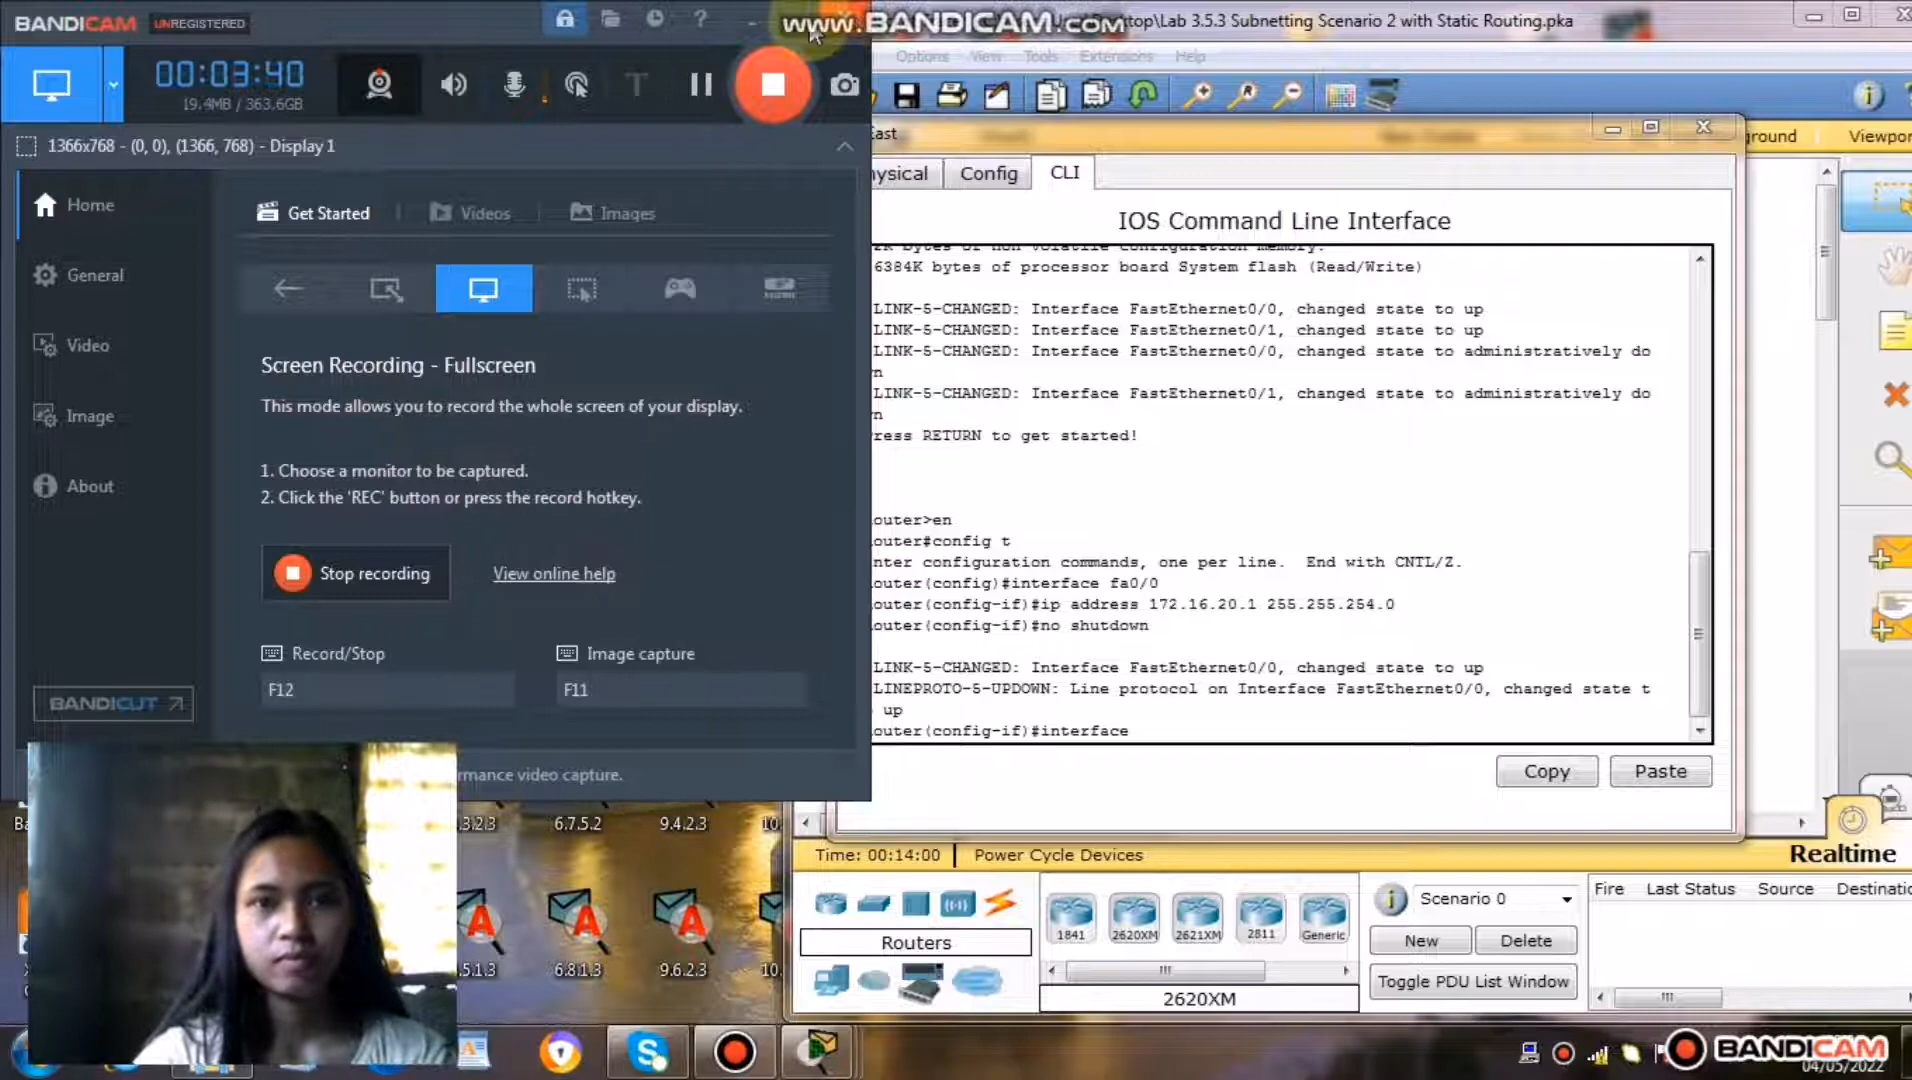 BANDICAM UNREGISTERED
www.BANDICAM.com
top\Lab 3.5.3 Subnetting Scenario 2 with Static Routing.pka
00:03:40
19.4MB / 363.6GB
1366x768 - (0, 0), (1366, 768) - Display 1
Home
General
Video
Image
About
BANDICUT
Get Started
Videos
Images
Screen Recording - Fullscreen
This mode allows you to record the whole screen of your display.
1. Choose a monitor to be captured.
2. Click the 'REC' button or press the record hotkey.
Stop recording
View online help
Record/Stop
Image capture
F12
F11
rmance video capture.
Options View Tools Extensions Help
East
round
Viewpor
hysical
Config
CLI
IOS Command Line Interface
2K bytes of non-volatile configuration memory.
6384K bytes of processor board System flash (Read/Write)
LINK-5-CHANGED: Interface FastEthernet0/0, changed state to up
LINK-5-CHANGED: Interface FastEthernet0/1, changed state to up
LINK-5-CHANGED: Interface FastEthernet0/0, changed state to administratively do
n
LINK-5-CHANGED: Interface FastEthernet0/1, changed state to administratively do
n
ress RETURN to get started!
outer>en
outer#config t
nter configuration commands, one per line.  End with CNTL/Z.
outer(config)#interface fa0/0
outer(config-if)#ip address 172.16.20.1 255.255.254.0
outer(config-if)#no shutdown
LINK-5-CHANGED: Interface FastEthernet0/0, changed state to up
LINEPROTO-5-UPDOWN: Line protocol on Interface FastEthernet0/0, changed state t
up
outer(config-if)#interface
Copy
Paste
Ba
.3.2.3
6.7.5.2
9.4.2.3
10.
.5.1.3
6.8.1.3
9.6.2.3
10.
Time: 00:14:00
Power Cycle Devices
Realtime
1841
2620XM
2621XM
2811
Generic
Routers
2620XM
Scenario 0
New
Delete
Toggle PDU List Window
Fire
Last Status
Source
Destinatio
BANDICAM
04/05/2022